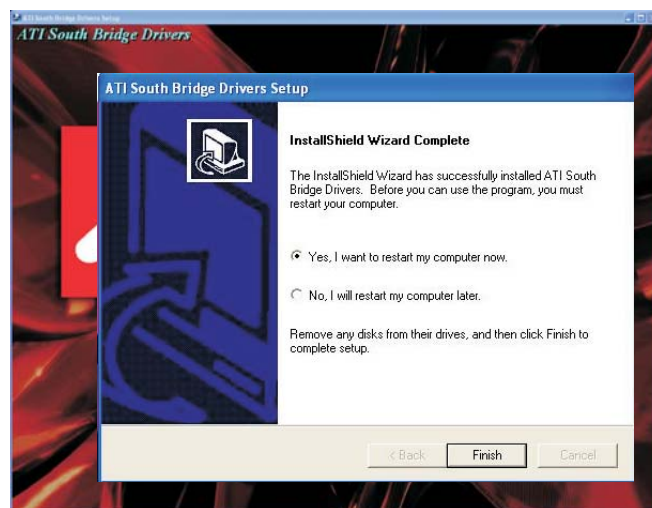 ATI South Bridge Drivers Setup
ATI South Bridge Drivers
ATI South Bridge Drivers Setup
InstallShield Wizard Complete
The InstallShield Wizard has successfully installed ATI South
Bridge Drivers. Before you can use the program, you must
restart your computer.
Yes, I want to restart my computer now.
No, I will restart my computer later.
Remove any disks from their drives, and then click Finish to
complete setup.
< Back
Finish
Cancel